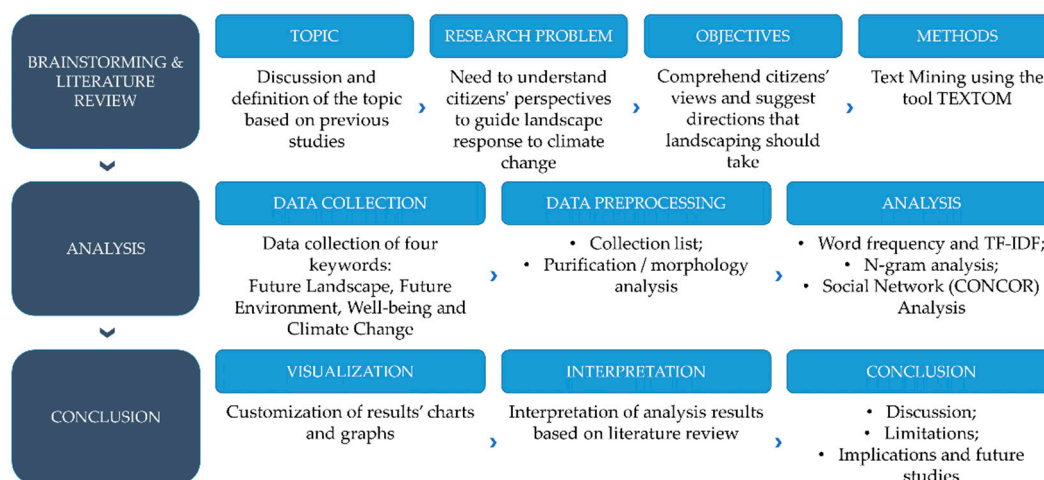 BRAINSTORMING &
LITERATURE
REVIEW
TOPIC
Discussion and
definition of the topic
based on previous
studies
RESEARCH PROBLEM
Need to understand
citizens' perspectives
to guide landscape
response to climate
change
OBJECTIVES
Comprehend citizens'
views and suggest
directions that
landscaping should
take
METHODS
Text Mining using the
tool TEXTOM
ANALYSIS
DATA COLLECTION
Data collection of four
keywords:
Future Landscape, Future
Environment, Well-being and
Climate Change
DATA PREPROCESSING
• Collection list;
• Purification / morphology
analysis
ANALYSIS
• Word frequency and TF-IDF;
• N-gram analysis;
• Social Network (CONCOR)
Analysis
CONCLUSION
VISUALIZATION
Customization of results' charts
and graphs
INTERPRETATION
Interpretation of analysis results
based on literature review
CONCLUSION
• Discussion;
• Limitations;
• Implications and future
studies